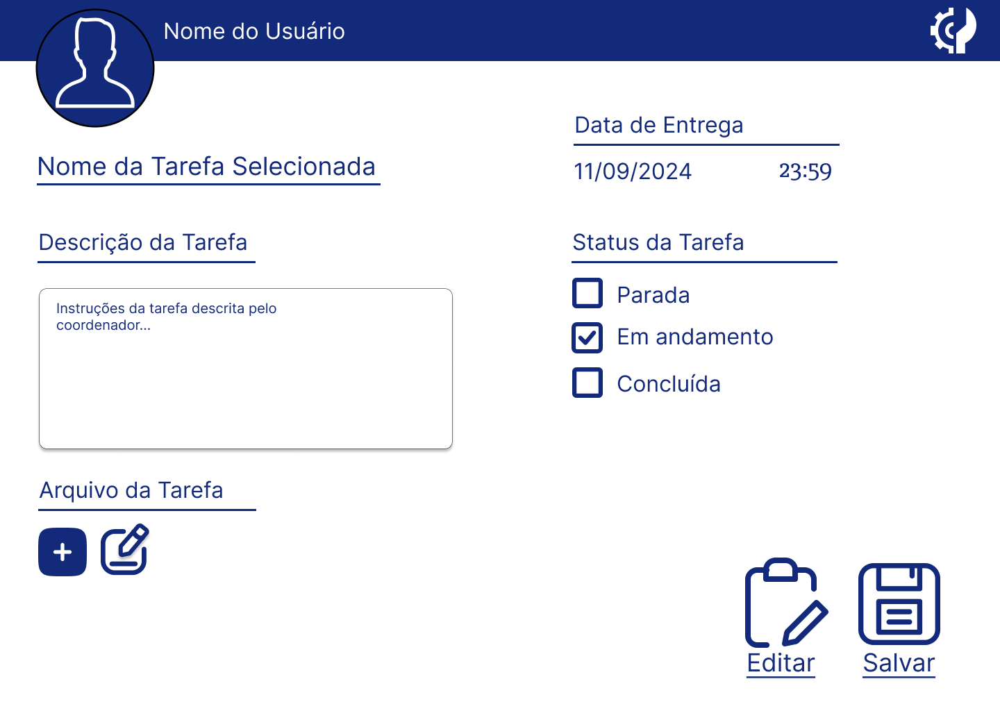 Nome do Usuário
Nome da Tarefa Selecionada
Descrição da Tarefa
Instruções da tarefa descrita pelo
coordenador...
Arquivo da Tarefa
Data de Entrega
11/09/2024 23:59
Status da Tarefa
Parada
Em andamento
Concluída
Editar
Salvar